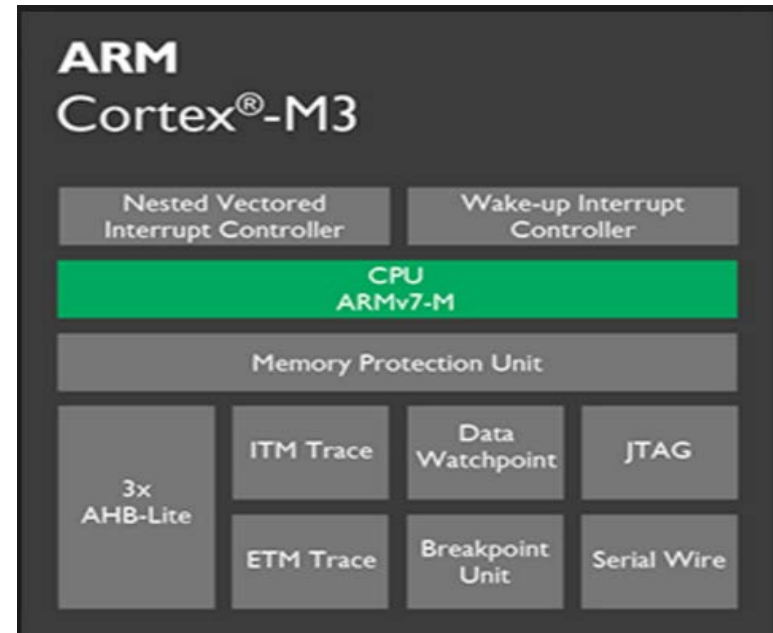 ARM
Cortex®-M3
Nested Vectored
Interrupt Controller
Wake-up Interrupt
Controller
CPU
ARMv7-M
Memory Protection Unit
3x
AHB-Lite
ITM Trace
Data
Watchpoint
JTAG
ETM Trace
Breakpoint
Unit
Serial Wire